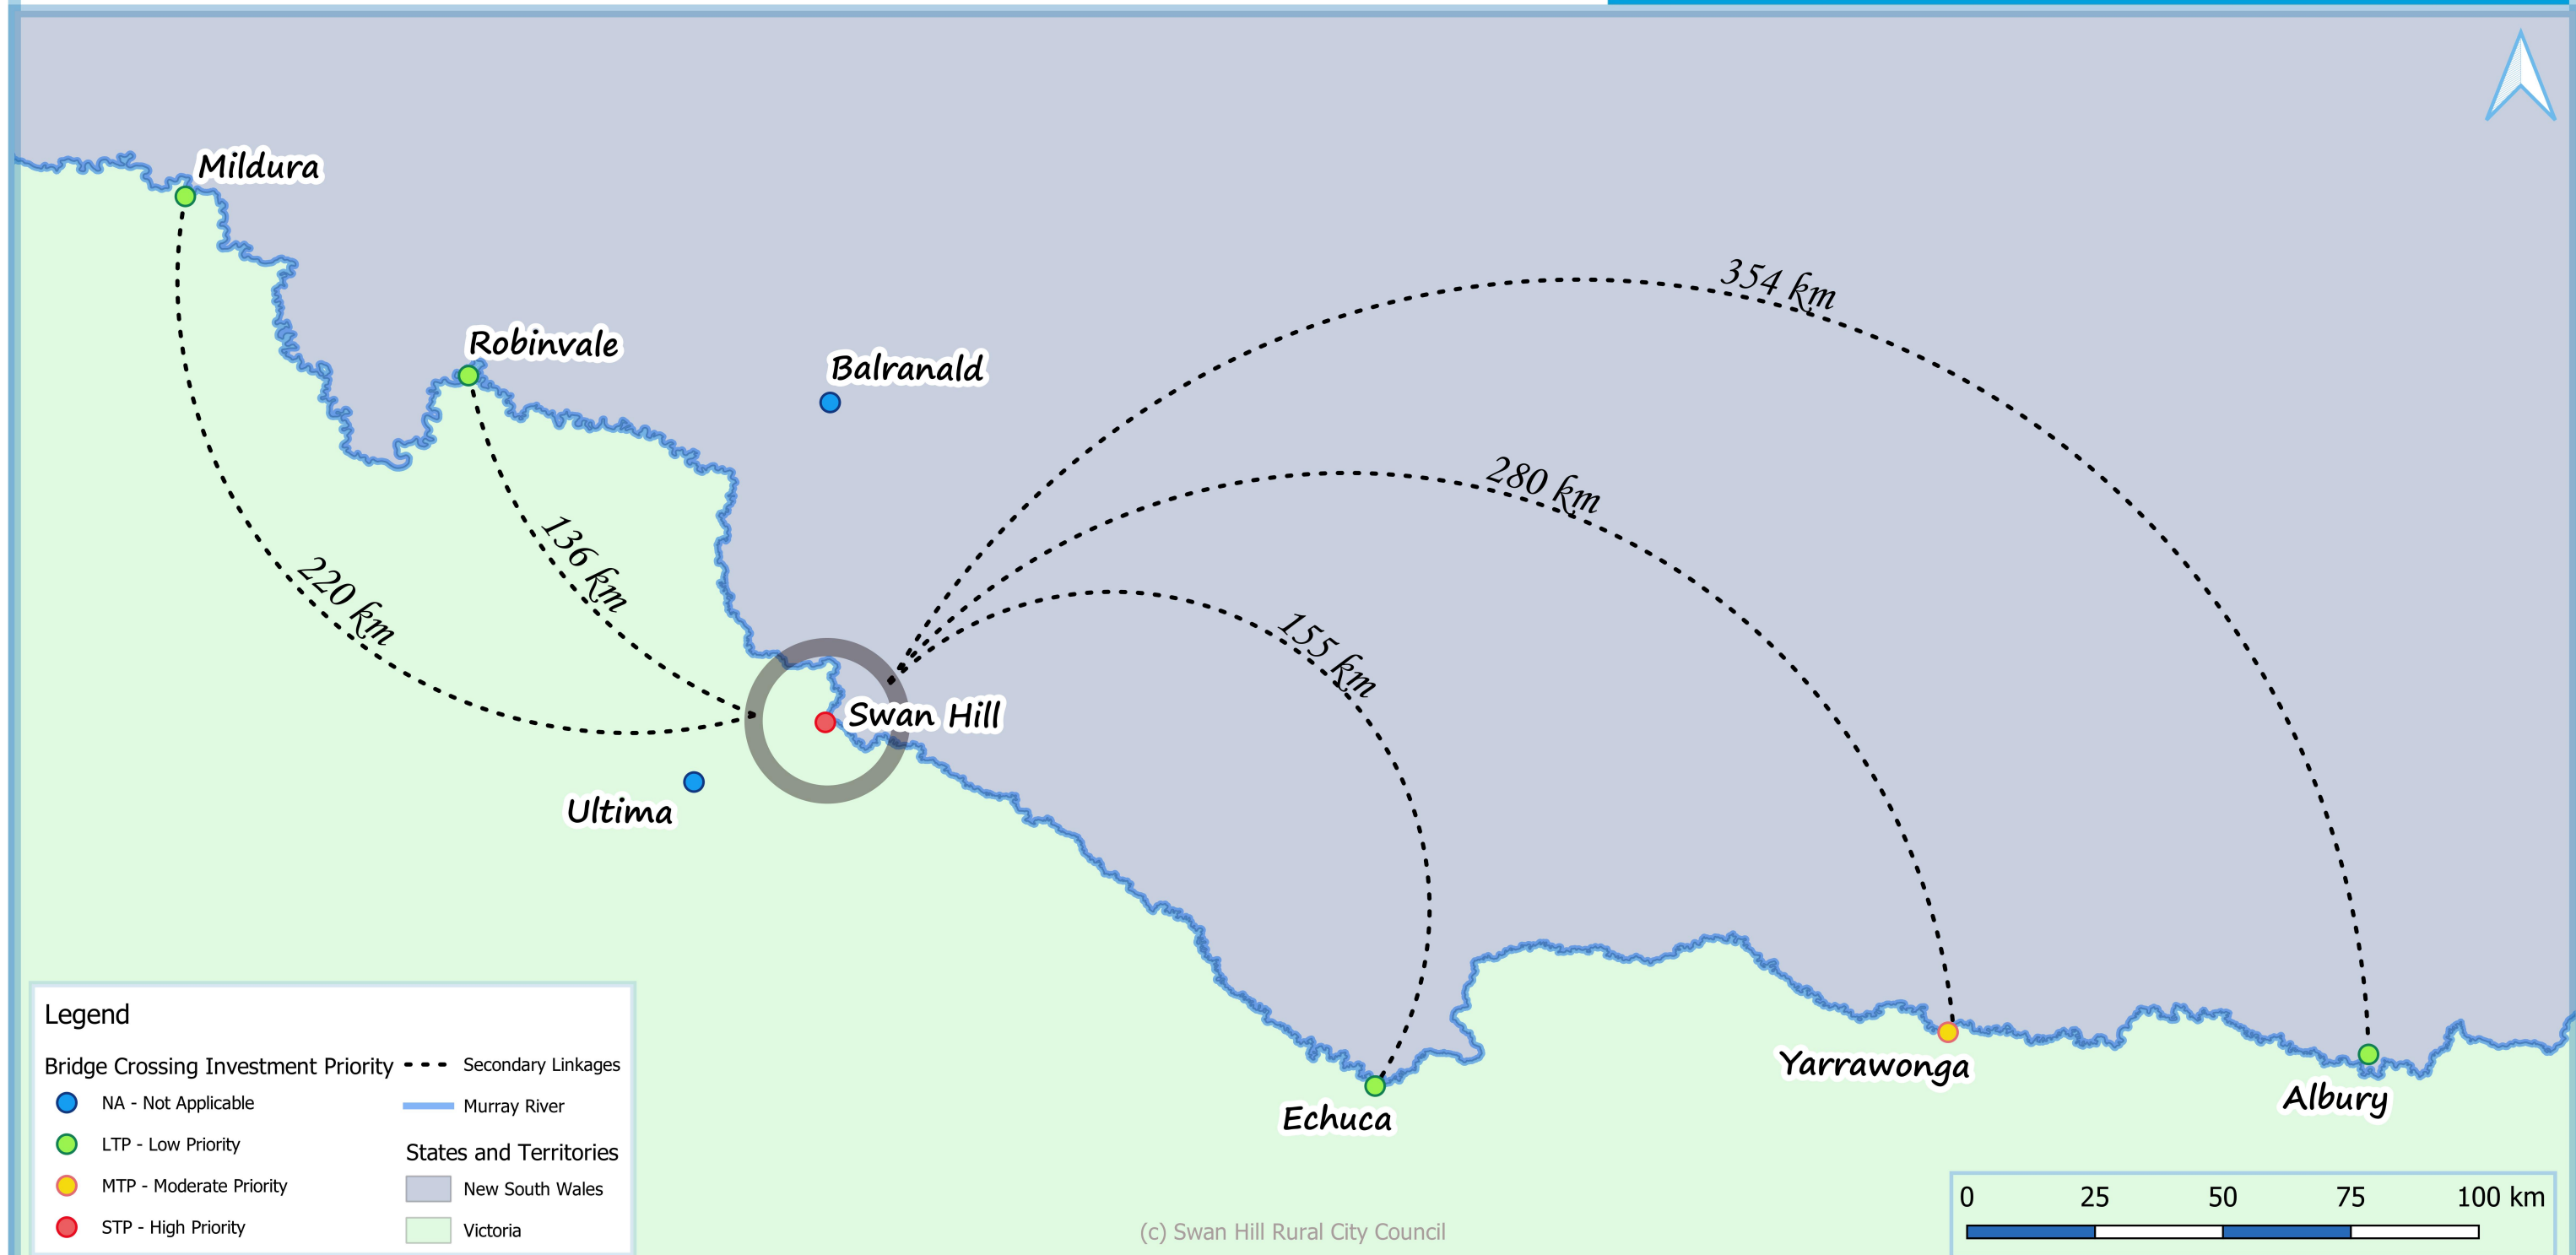 Mildura
354 km
Robinvale
Balranald
280 km
136 km
220 km
155 km
Swan Hill
Ultima
Yarrawonga
Albury
Echuca
Legend
Bridge Crossing Investment Priority
NA - Not Applicable
LTP - Low Priority
MTP - Moderate Priority
STP - High Priority
Secondary Linkages
Murray River
States and Territories
New South Wales
Victoria
(c) Swan Hill Rural City Council
0 25 50 75 100 km